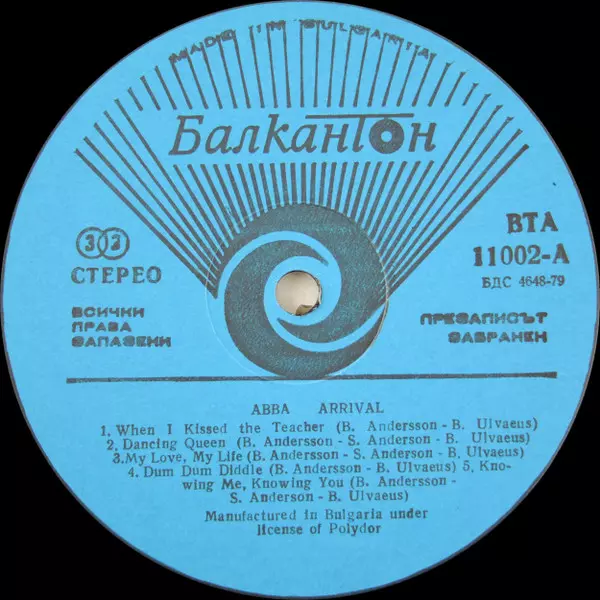 MADE IN BULGARIA
Балкантон
33
СТЕРЕО
ВСИЧКИ
ПРАВА
ЗАПАЗЕНИ
ВТА
11002-А
БДС 4648-79
ПРЕЗАПИСЪТ
ЗАБРАНЕН
ABBA ARRIVAL
1. When I Kissed the Teacher (B. Andersson - B. Ulvaeus)
2. Dancing Queen (B. Andersson - S. Anderson - B. Ulvaeus)
3. My Love, My Life (B. Andersson - S. Anderson - B. Ulvaeus)
4. Dum Dum Diddle (B. Andersson - B. Ulvaeus) 5. Kno-
wing Me, Knowing You (B. Andersson -
S. Anderson - B. Ulvaeus)
Manufactured in Bulgaria under
license of Polydor